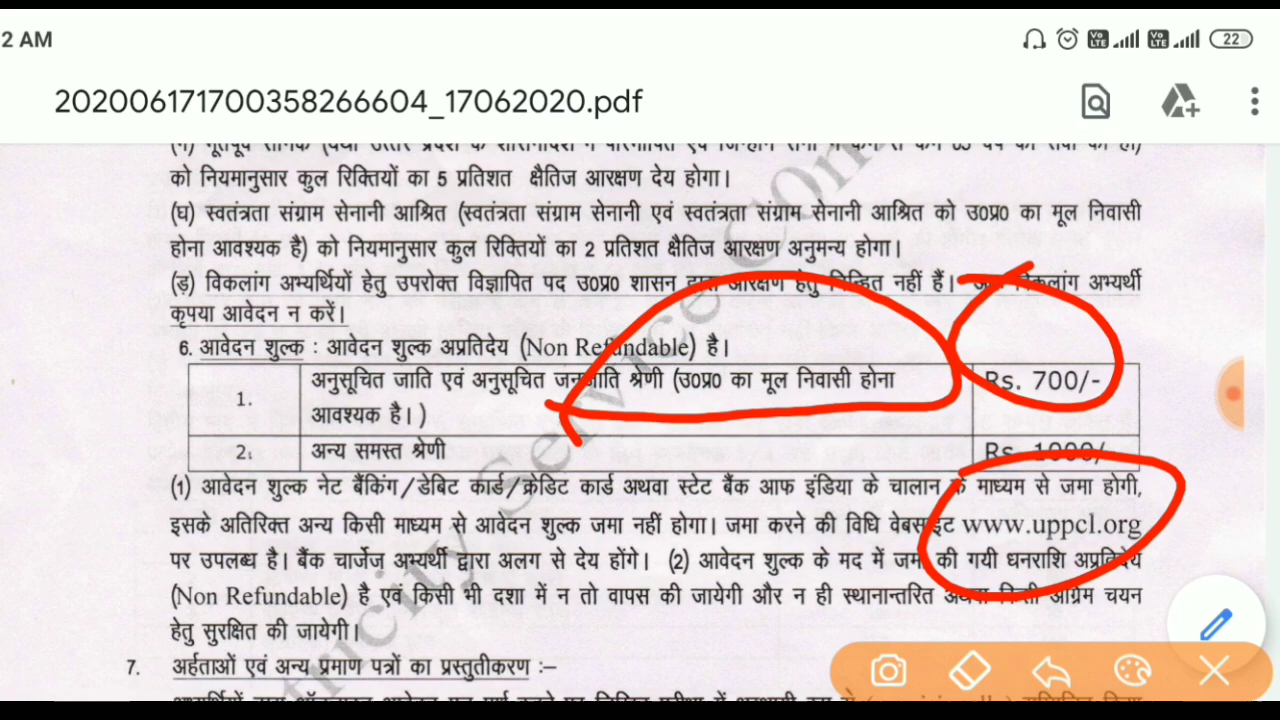 2 AM
22
202006171700358266604_17062020.pdf
को नियमानुसार कुल रिक्तियों का 5 प्रतिशत क्षैतिज आरक्षण देय होगा।
(घ) स्वतंत्रता संग्राम सेनानी आश्रित (स्वतंत्रता संग्राम सेनानी एवं स्वतंत्रता संग्राम सेनानी आश्रित को उ0प्र0 का मूल निवासी
होना आवश्यक है) को नियमानुसार कुल रिक्तियों का 2 प्रतिशत क्षैतिज आरक्षण अनुमन्य होगा।
(ड़) विकलांग अभ्यर्थियों हेतु उपरोक्त विज्ञापित पद उ0प्र0 शासन द्वारा आरक्षण हेतु चिन्हित नहीं हैं। विकलांग अभ्यर्थी
कृपया आवेदन न करें।
6. आवेदन शुल्क : आवेदन शुल्क अप्रतिदेय (Non Refundable) है।
1. अनुसूचित जाति एवं अनुसूचित जनजाति श्रेणी (उ0प्र0 का मूल निवासी होना Rs. 700/-
आवश्यक है।)
2. अन्य समस्त श्रेणी Rs. 1000/-
(1) आवेदन शुल्क नेट बैंकिंग/डेबिट कार्ड/क्रेडिट कार्ड अथवा स्टेट बैंक आफ इंडिया के चालान के माध्यम से जमा होगी,
इसके अतिरिक्त अन्य किसी माध्यम से आवेदन शुल्क जमा नहीं होगा। जमा करने की विधि वेबसाइट www.uppcl.org
पर उपलब्ध है। बैंक चार्जेज अभ्यर्थी द्वारा अलग से देय होंगे। (2) आवेदन शुल्क के मद में जमा की गयी धनराशि अप्रतिदेय
(Non Refundable) है एवं किसी भी दशा में न तो वापस की जायेगी और न ही स्थानान्तरित अथवा किसी अग्रिम चयन
हेतु सुरक्षित की जायेगी।
7. अर्हताओं एवं अन्य प्रमाण पत्रों का प्रस्तुतीकरण :–